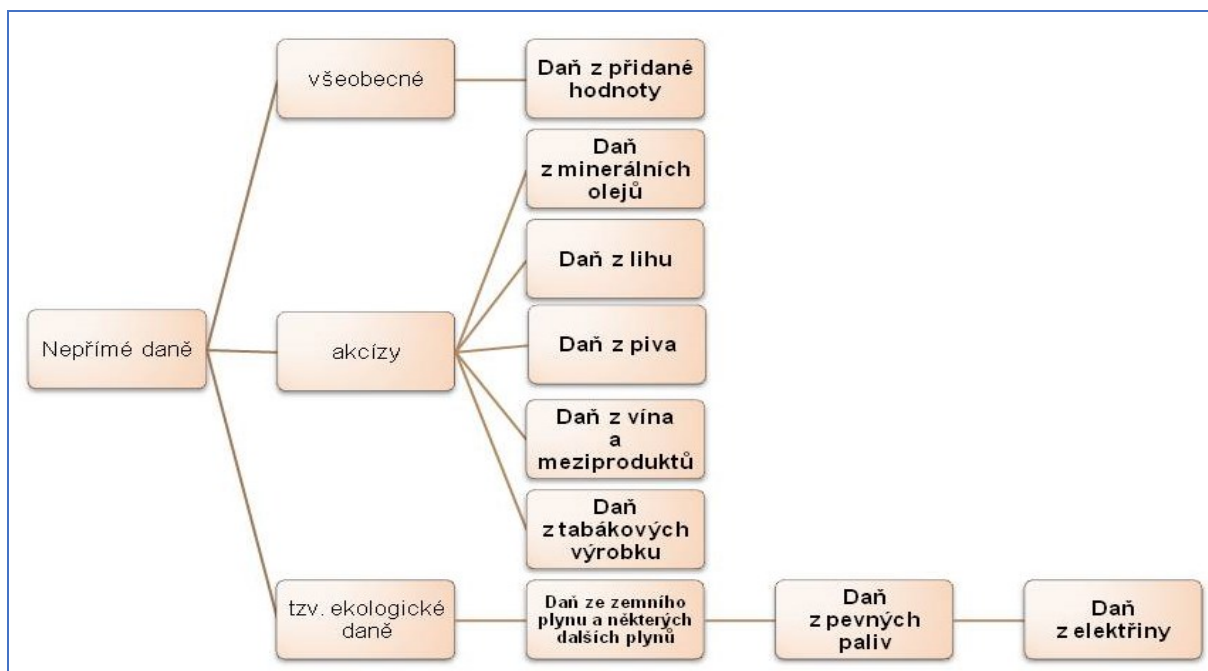 všeobecné
Daň z přidané
hodnoty
Daň
z minerálních
olejů
Daň z lihu
Nepřímé daně
akcízy
Daň z piva
Daň z vína
a
meziproduktů
Daň
z tabákových
výrobku
tzv. ekologické
daně
Daň ze zemního
plynu a některých
dalších plynů
Daň
z pevných
paliv
Daň
z elektřiny